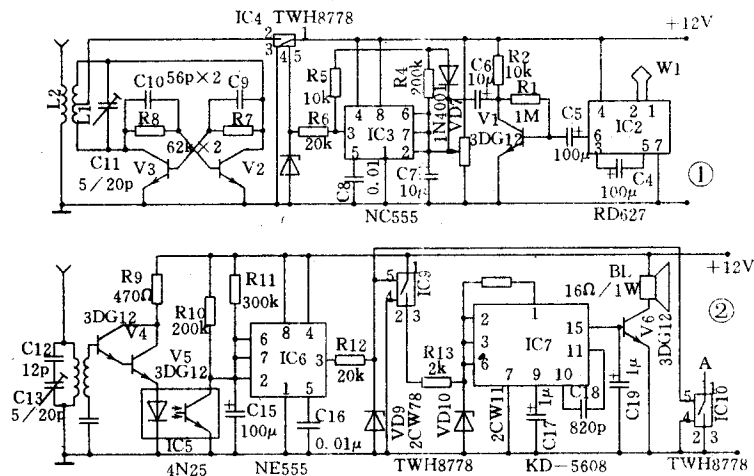 IC4 TWH8778
+12V
2 1
3 4 5
C10 56p×2 C9
R5
10k
R4
200k
1N4001
VD7
C6
10μ
R2
10k
R1
1M
W1
L2
L1
R8 R7
62k×2
R6
20k
4 8
3 IC3 6
7
5 1 2
V1
3DG12
C5
100μ
4 2 1
6 IC2
3 5 7
C11
5/20p
V3 V2
C8
0.01
C7
10μ
C4
100μ
NC555
RD627
①
+12V
②
R9
470Ω
3DG12
V4
R10
200k
R11
300k
5 1
4
2 3
IC9
BL
16Ω/1W
V6
3DG12
C12
12p
C13
5/20p
V5
3DG12
8 4
6
7 IC6 3
2
1 5
R12
20k
R13
2k
1
2
3 IC7 15
6 11
7 9 10
C18
820p
C19
1μ
A
1
5
4
2 3
IC10
IC5
4N25
C15
100μ
C16
0.01μ
NE555
VD9
2CW78
TWH8778
VD10
2CW11
C17
1μ
KD-5608
TWH8778